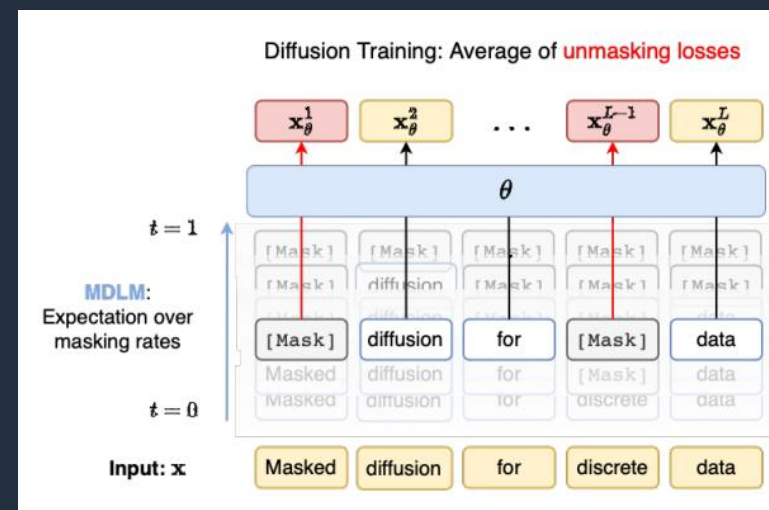 Diffusion Training: Average of unmasking losses
x_θ^1 x_θ^2 ... x_θ^{L-1} x_θ^L
θ
t = 1
[Mask] [Mask] [Mask] [Mask] [Mask]
[Mask] diffusion [Mask] [Mask] [Mask]
MDLM:
Expectation over
masking rates
[Mask] diffusion for [Mask] data
Masked diffusion for [Mask] data
Masked diffusion for discrete data
t = 0
Input: x Masked diffusion for discrete data